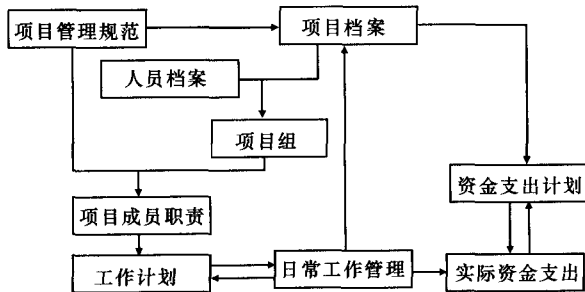 项目管理规范
项目档案
人员档案
项目组
资金支出计划
项目成员职责
工作计划
日常工作管理
实际资金支出